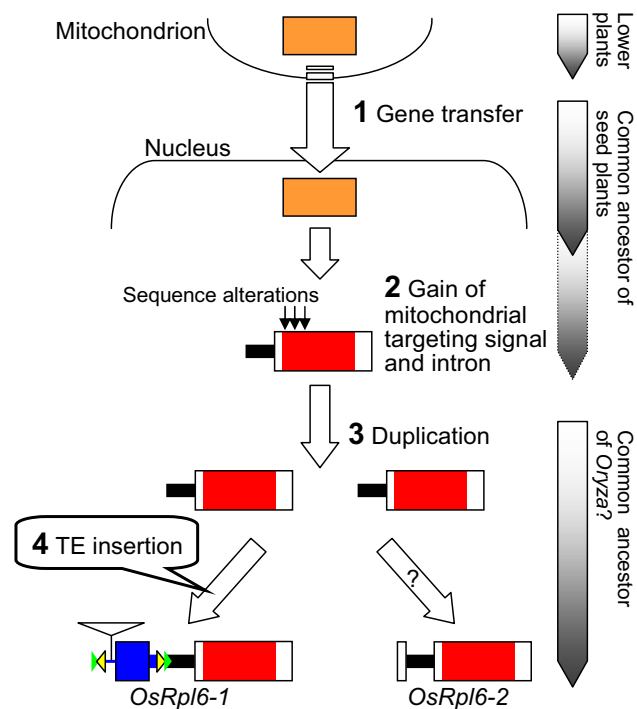 Mitochondrion
1 Gene transfer
Nucleus
Sequence alterations
2 Gain of
mitochondrial
targeting signal
and intron
3 Duplication
4 TE insertion
?
OsRpl6-1
OsRpl6-2
Lower
plants
Common ancestor of
seed plants
Common ancestor
of Oryza?